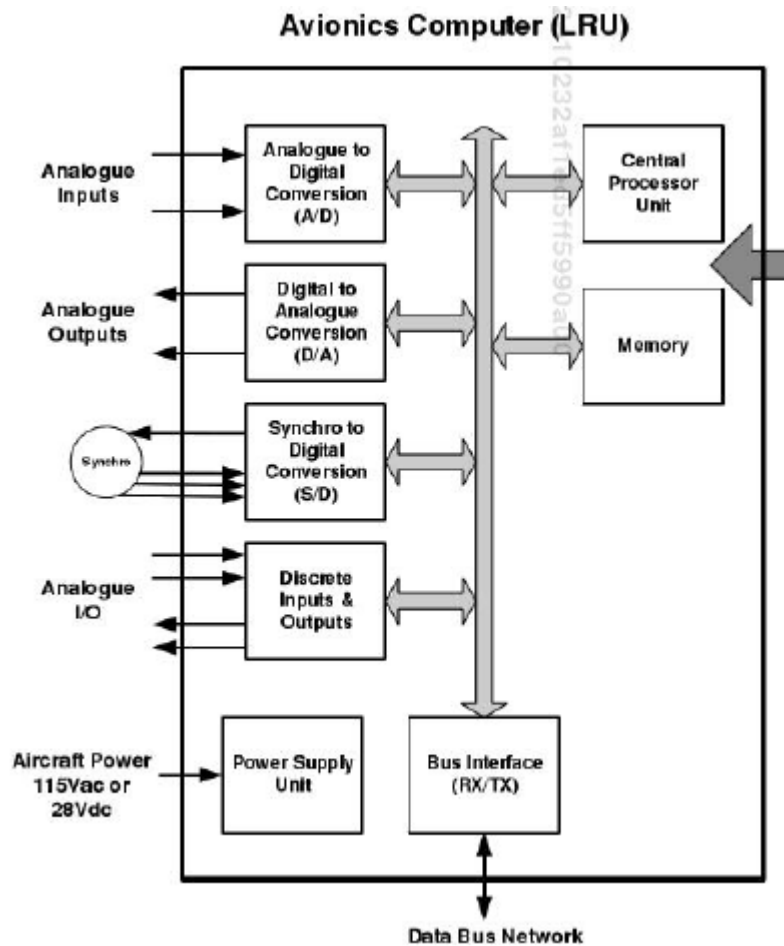 Avionics Computer (LRU)
Analogue
Inputs
Analogue to
Digital
Conversion
(A/D)
Central
Processor
Unit
Analogue
Outputs
Digital to
Analogue
Conversion
(D/A)
Memory
Synchro
Synchro to
Digital
Conversion
(S/D)
Analogue
I/O
Discrete
Inputs &
Outputs
Aircraft Power
115Vac or
28Vdc
Power Supply
Unit
Bus Interface
(RX/TX)
Data Bus Network